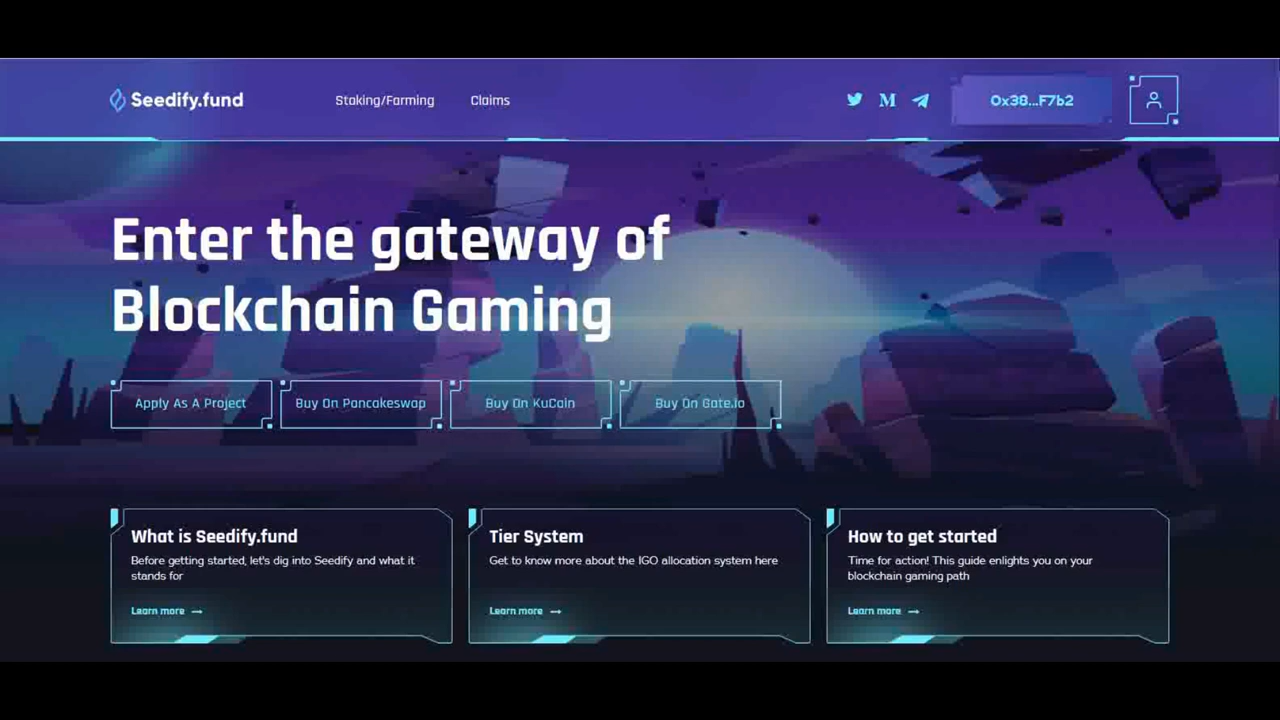 Seedify.fund
Staking/Farming
Claims
M
0x38...F7b2
Enter the gateway of
Blockchain Gaming
Apply As A Project
Buy On Pancakeswap
Buy On KuCoin
Buy On Gate.io
What is Seedify.fund
Before getting started, let's dig into Seedify and what it
stands for
Learn more →
Tier System
Get to know more about the IGO allocation system here
Learn more →
How to get started
Time for action! This guide enlights you on your
blockchain gaming path
Learn more →